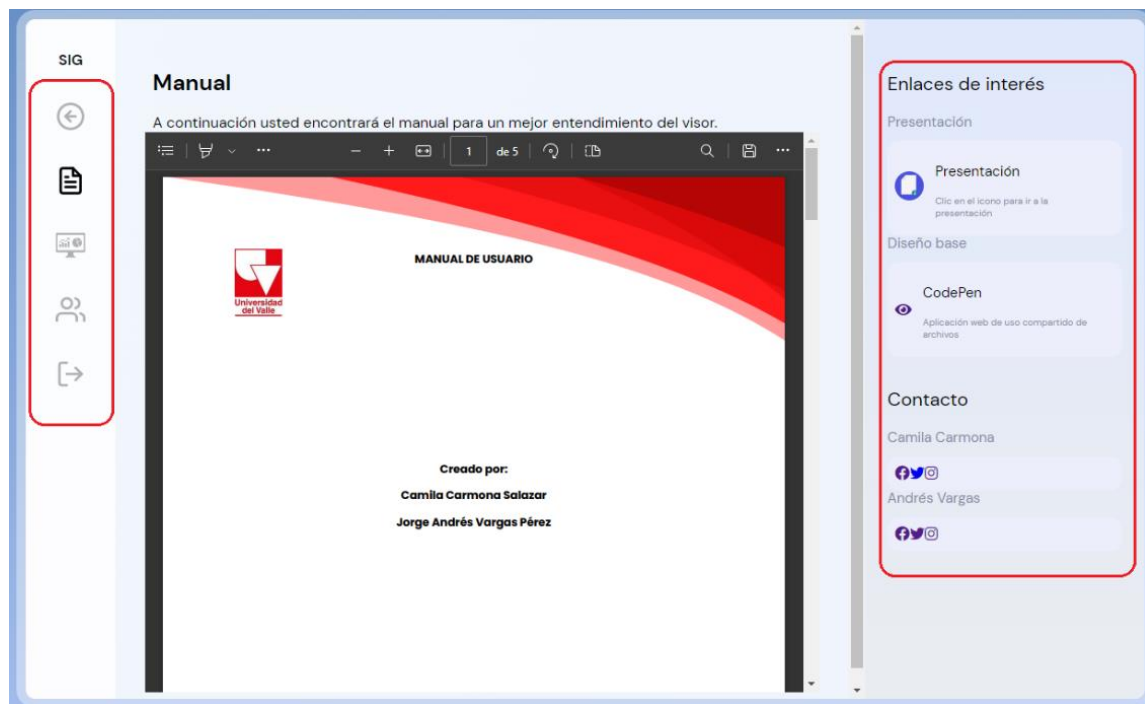 SIG
Manual
A continuación usted encontrará el manual para un mejor entendimiento del visor.
1 de 5
MANUAL DE USUARIO
Universidad
del Valle
Creado por:
Camila Carmona Salazar
Jorge Andrés Vargas Pérez
Enlaces de interés
Presentación
Presentación
Clic en el icono para ir a la
presentación
Diseño base
CodePen
Aplicación web de uso compartido de
archivos
Contacto
Camila Carmona
Andrés Vargas